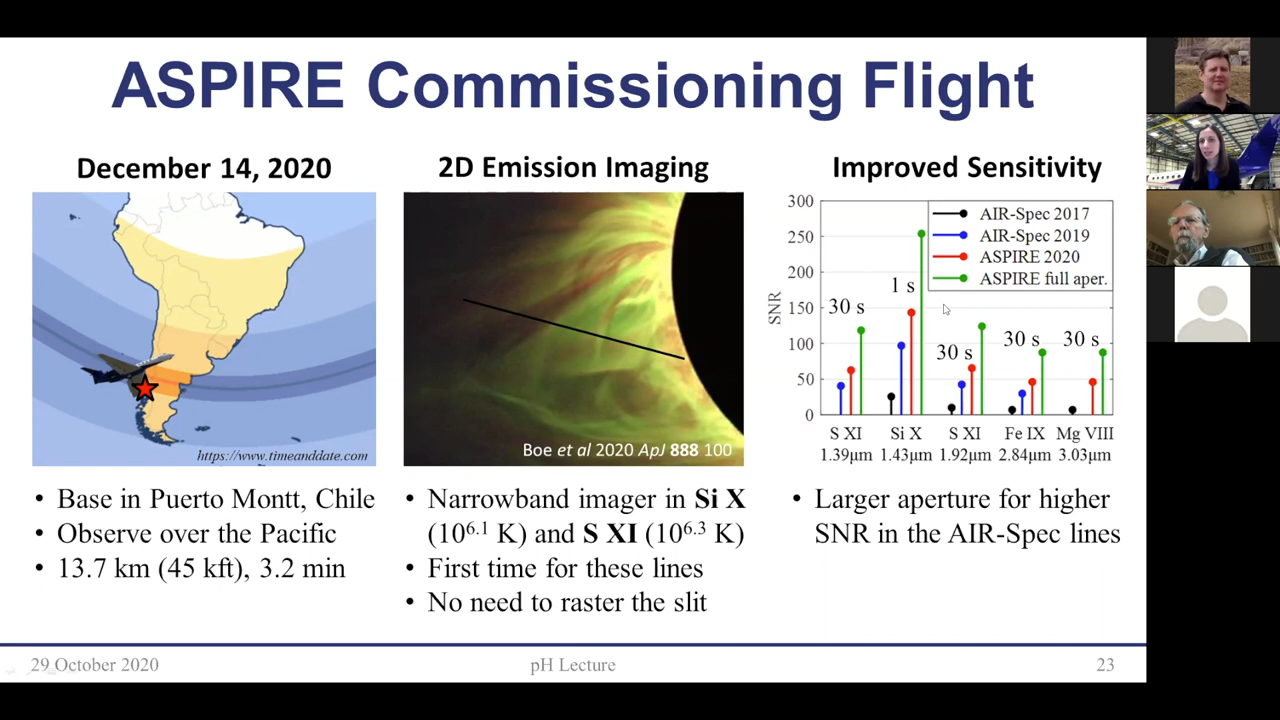 ASPIRE Commissioning Flight
December 14, 2020
https://www.timeanddate.com
• Base in Puerto Montt, Chile
• Observe over the Pacific
• 13.7 km (45 kft), 3.2 min
2D Emission Imaging
Boe et al 2020 ApJ 888 100
• Narrowband imager in Si X
(10^6.1 K) and S XI (10^6.3 K)
• First time for these lines
• No need to raster the slit
Improved Sensitivity
300
250
200
150
100
50
0
SNR
AIR-Spec 2017
AIR-Spec 2019
ASPIRE 2020
ASPIRE full aper.
30 s
1 s
30 s
30 s
30 s
S XI Si X S XI Fe IX Mg VIII
1.39μm 1.43μm 1.92μm 2.84μm 3.03μm
• Larger aperture for higher
SNR in the AIR-Spec lines
29 October 2020
pH Lecture
23